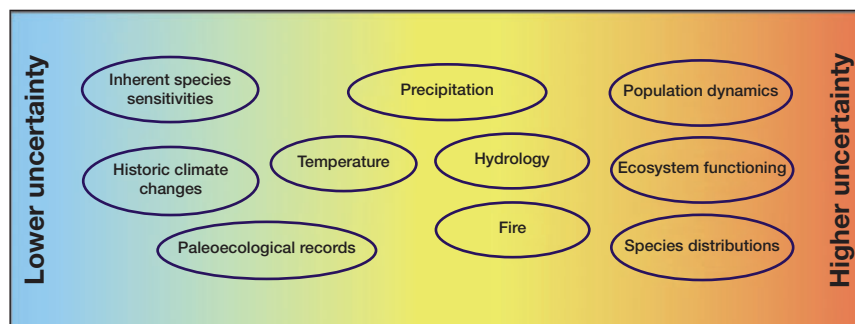 Lower uncertainty
Inherent species
sensitivities
Historic climate
changes
Paleoecological records
Temperature
Precipitation
Hydrology
Fire
Population dynamics
Ecosystem functioning
Species distributions
Higher uncertainty